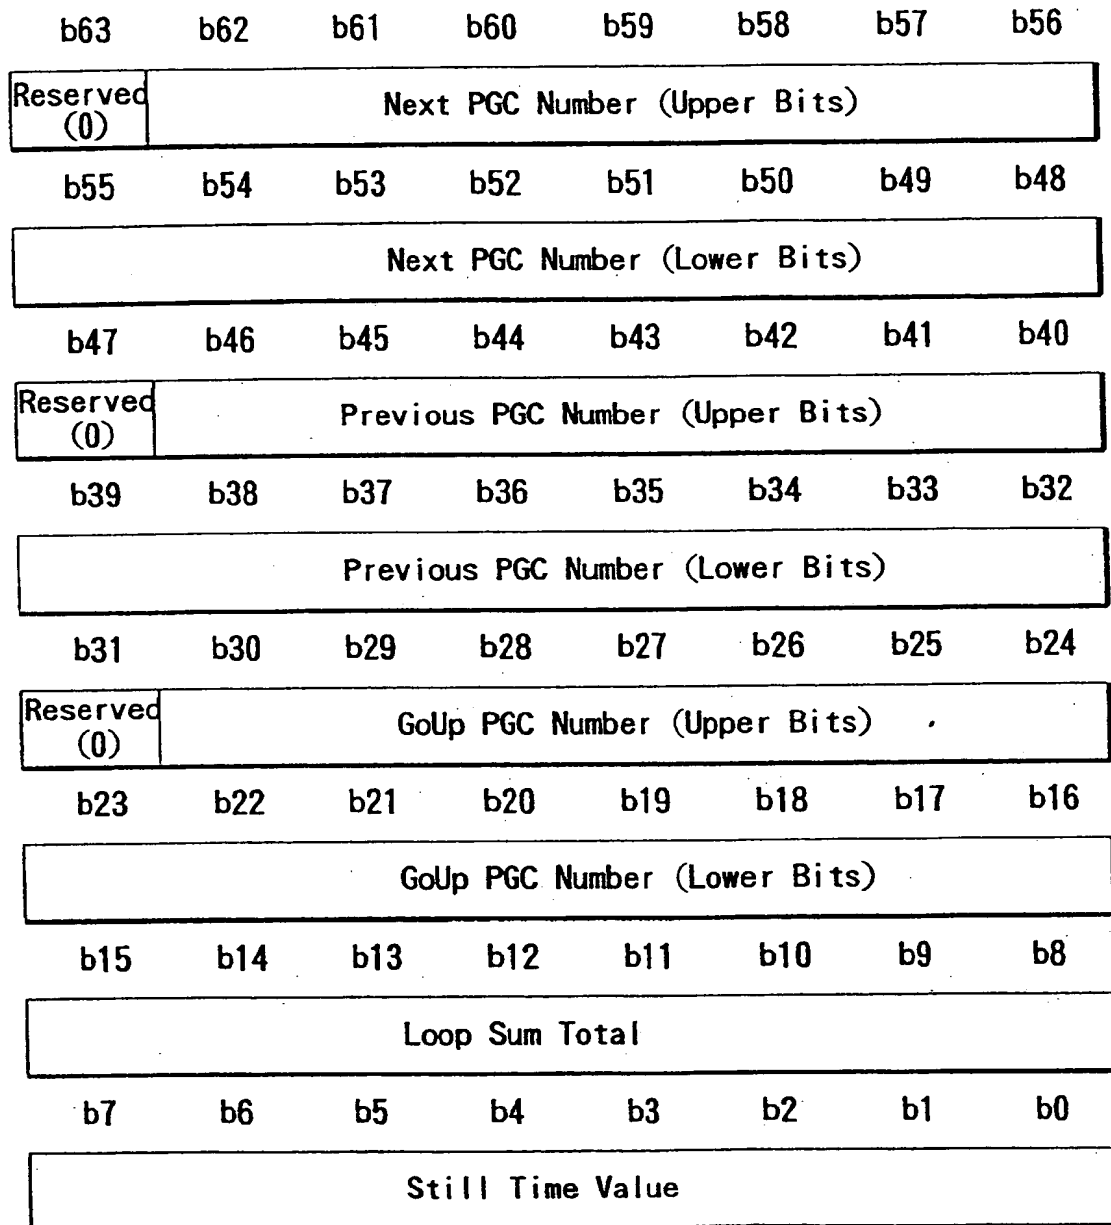 b63 b62 b61 b60 b59 b58 b57 b56
Reserved
(0)
Next PGC Number (Upper Bits)
b55 b54 b53 b52 b51 b50 b49 b48
Next PGC Number (Lower Bits)
b47 b46 b45 b44 b43 b42 b41 b40
Reserved
(0)
Previous PGC Number (Upper Bits)
b39 b38 b37 b36 b35 b34 b33 b32
Previous PGC Number (Lower Bits)
b31 b30 b29 b28 b27 b26 b25 b24
Reserved
(0)
GoUp PGC Number (Upper Bits)
b23 b22 b21 b20 b19 b18 b17 b16
GoUp PGC Number (Lower Bits)
b15 b14 b13 b12 b11 b10 b9 b8
Loop Sum Total
b7 b6 b5 b4 b3 b2 b1 b0
Still Time Value